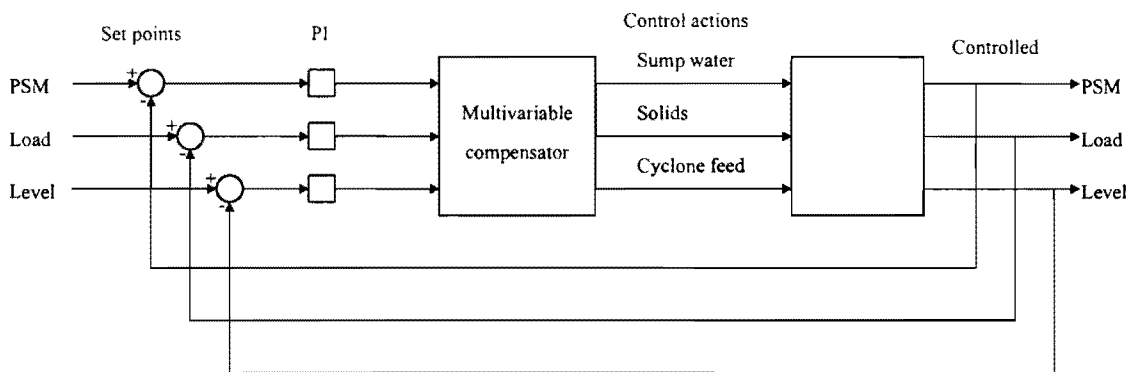 Control actions
Set points
PI
Controlled
Sump water
PSM
PSM
Multivariable
compensator
Solids
Load
Load
Cyclone feed
Level
Level
+
-
+
-
+
-